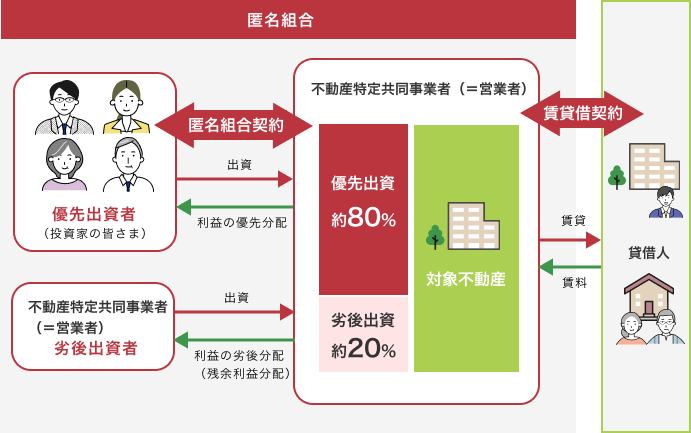 匿名組合
優先出資者
（投資家の皆さま）
匿名組合契約
出資
利益の優先分配
不動産特定共同事業者
（＝営業者）
劣後出資者
出資
利益の劣後分配
（残余利益分配）
不動産特定共同事業者（＝営業者）
優先出資
約80%
劣後出資
約20%
対象不動産
賃貸借契約
賃貸
賃料
賃借人